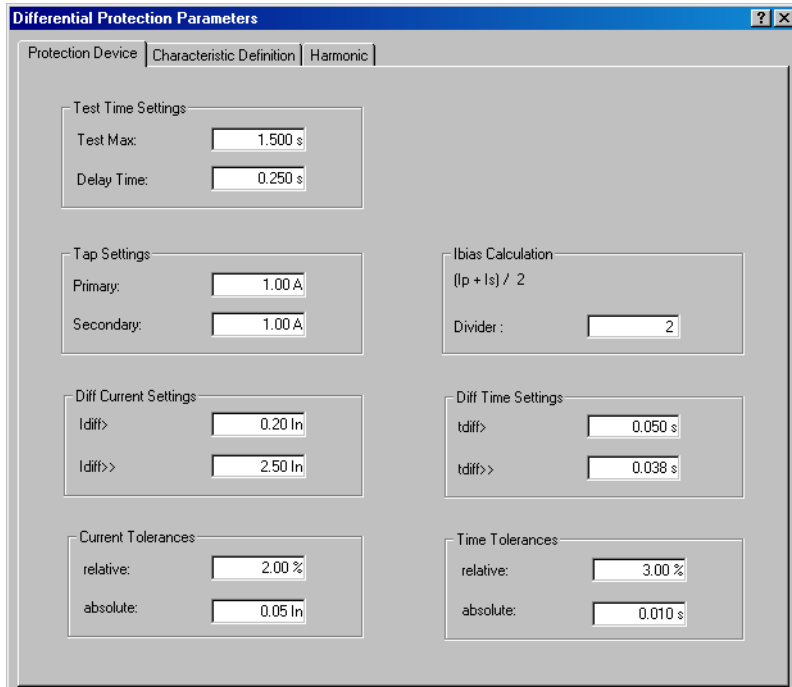 Differential Protection Parameters
Protection Device
Characteristic Definition
Harmonic
Test Time Settings
Test Max: 1.500 s
Delay Time: 0.250 s
Tap Settings
Primary: 1.00 A
Secondary: 1.00 A
Ibias Calculation
(Ip + Is) / 2
Divider : 2
Diff Current Settings
Idiff> 0.20 In
Idiff>> 2.50 In
Diff Time Settings
tdiff> 0.050 s
tdiff>> 0.038 s
Current Tolerances
relative: 2.00 %
absolute: 0.05 In
Time Tolerances
relative: 3.00 %
absolute: 0.010 s